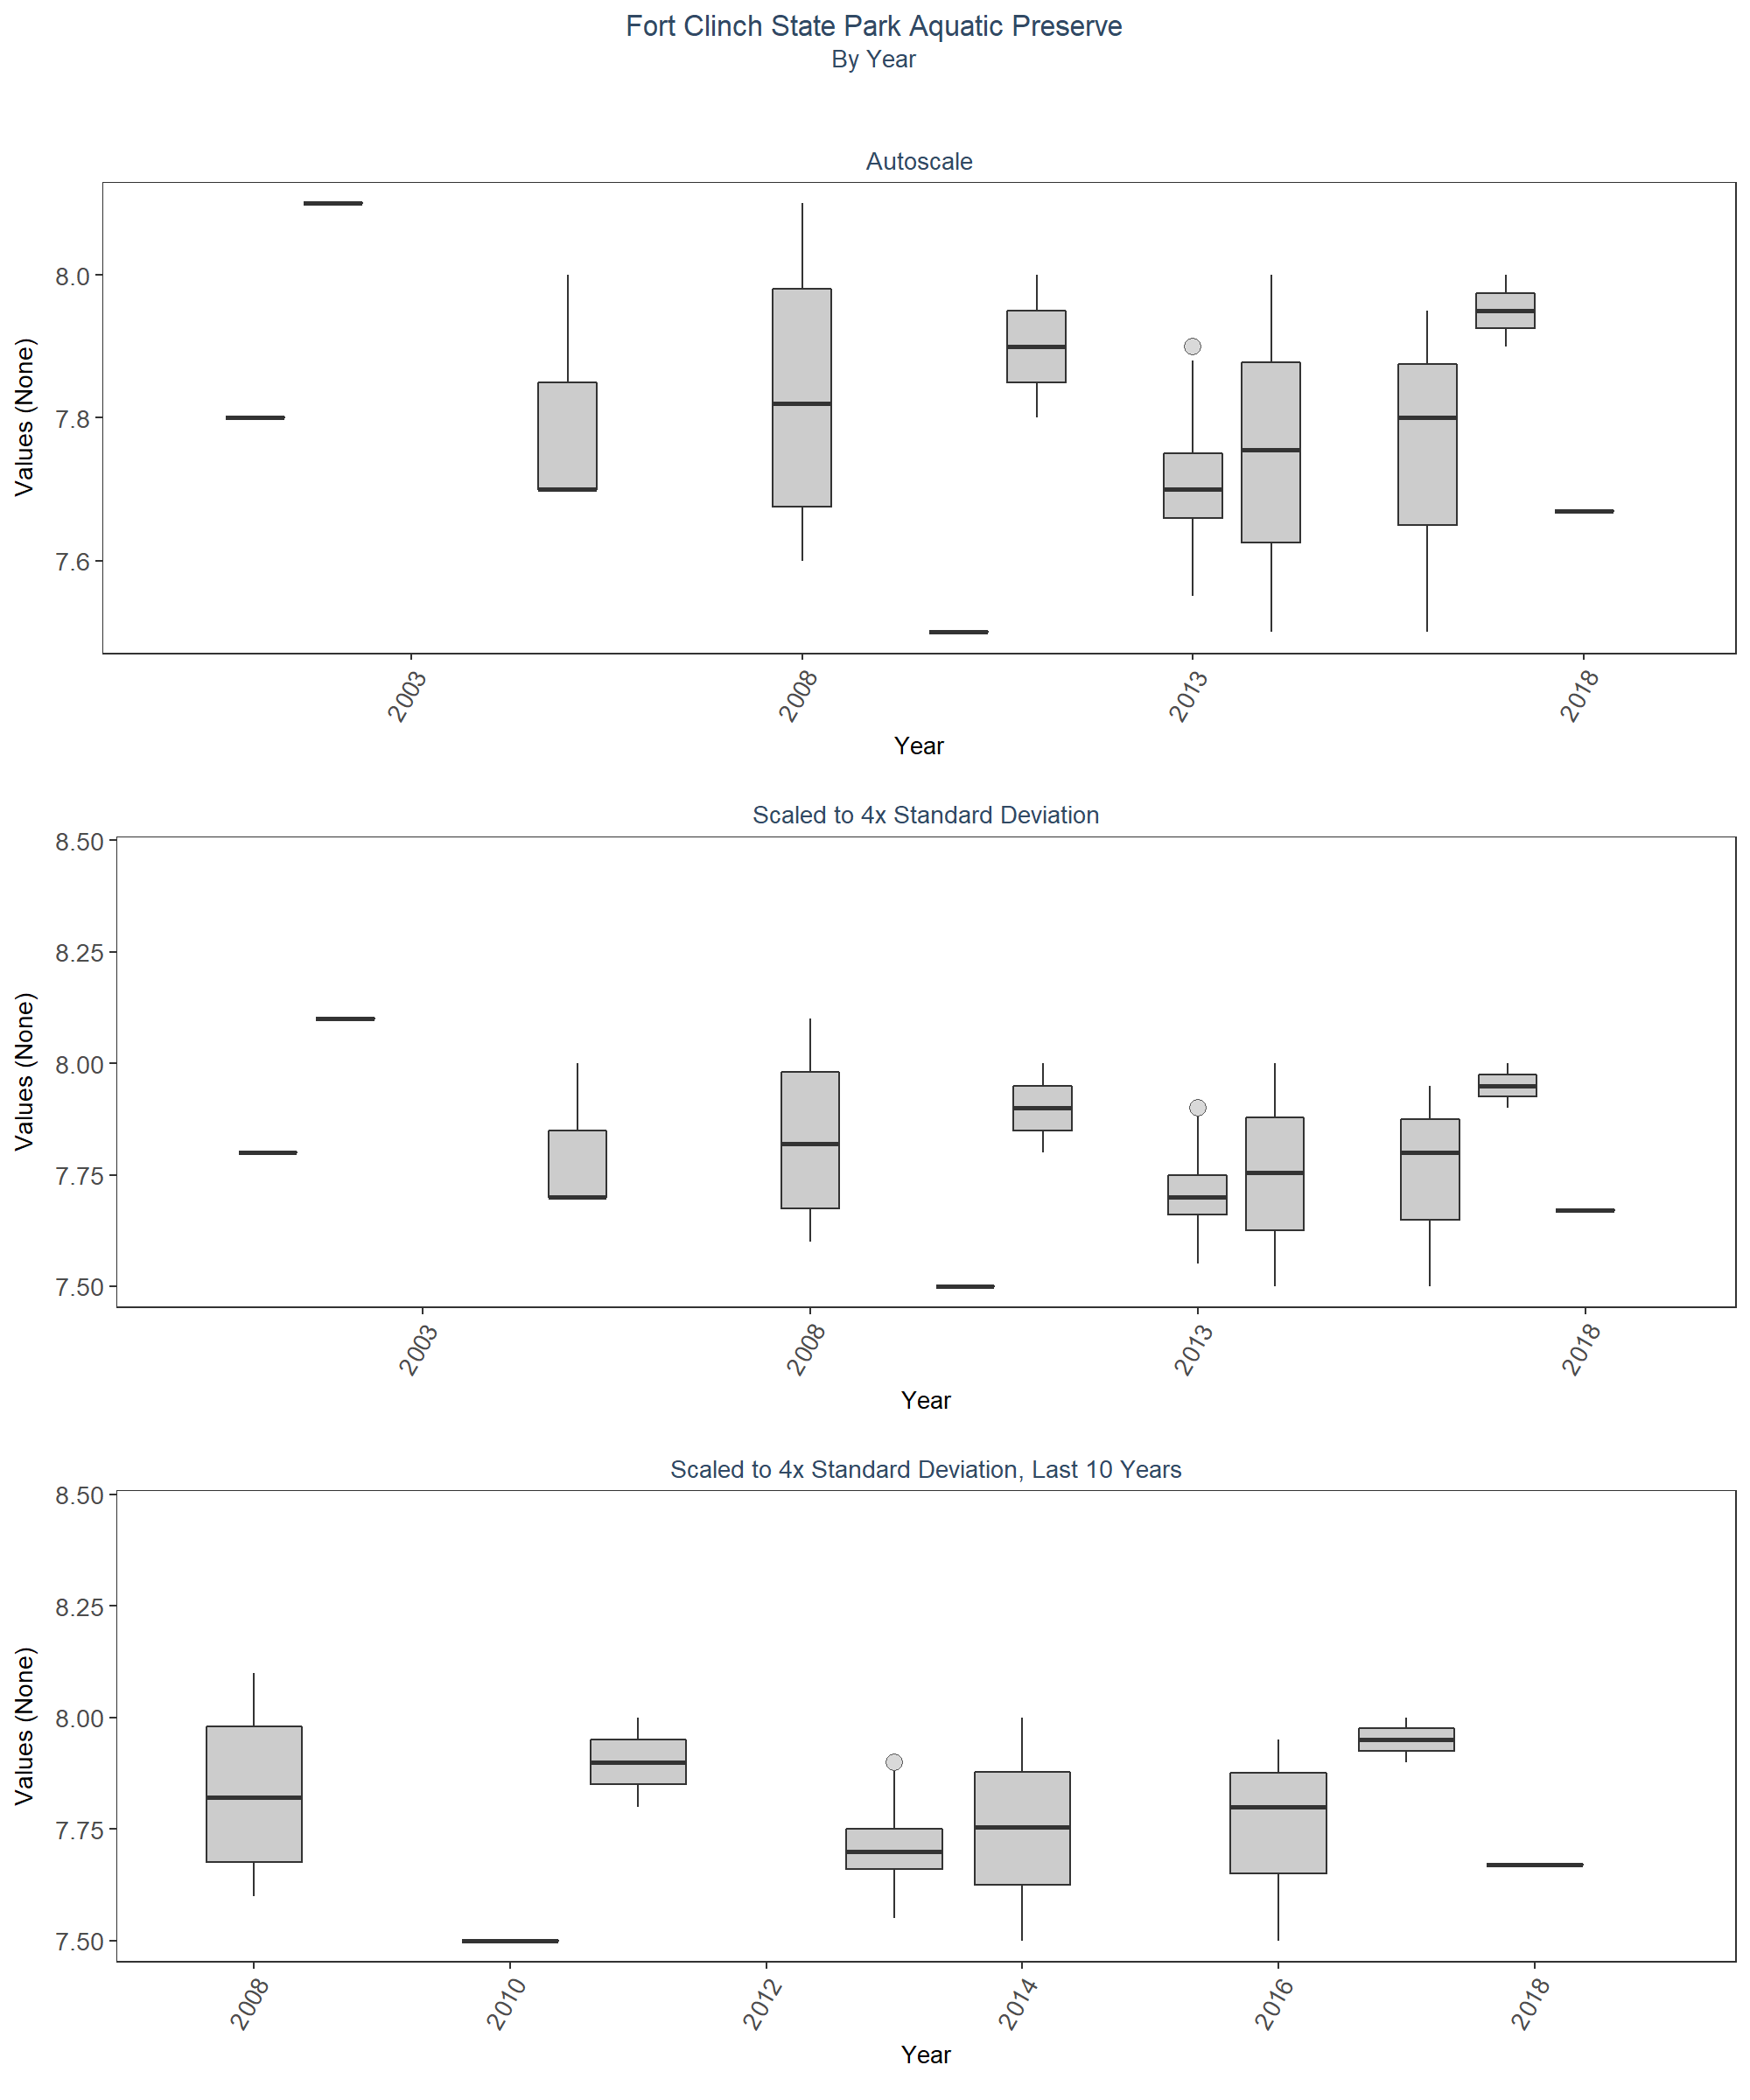 Fort Clinch State Park Aquatic Preserve
By Year
Autoscale
Values (None)
8.0
7.8
7.6
2003 2008 2013 2018
Year
Scaled to 4x Standard Deviation
Values (None)
8.50
8.25
8.00
7.75
7.50
2003 2008 2013 2018
Year
Scaled to 4x Standard Deviation, Last 10 Years
Values (None)
8.50
8.25
8.00
7.75
7.50
2008 2010 2012 2014 2016 2018
Year